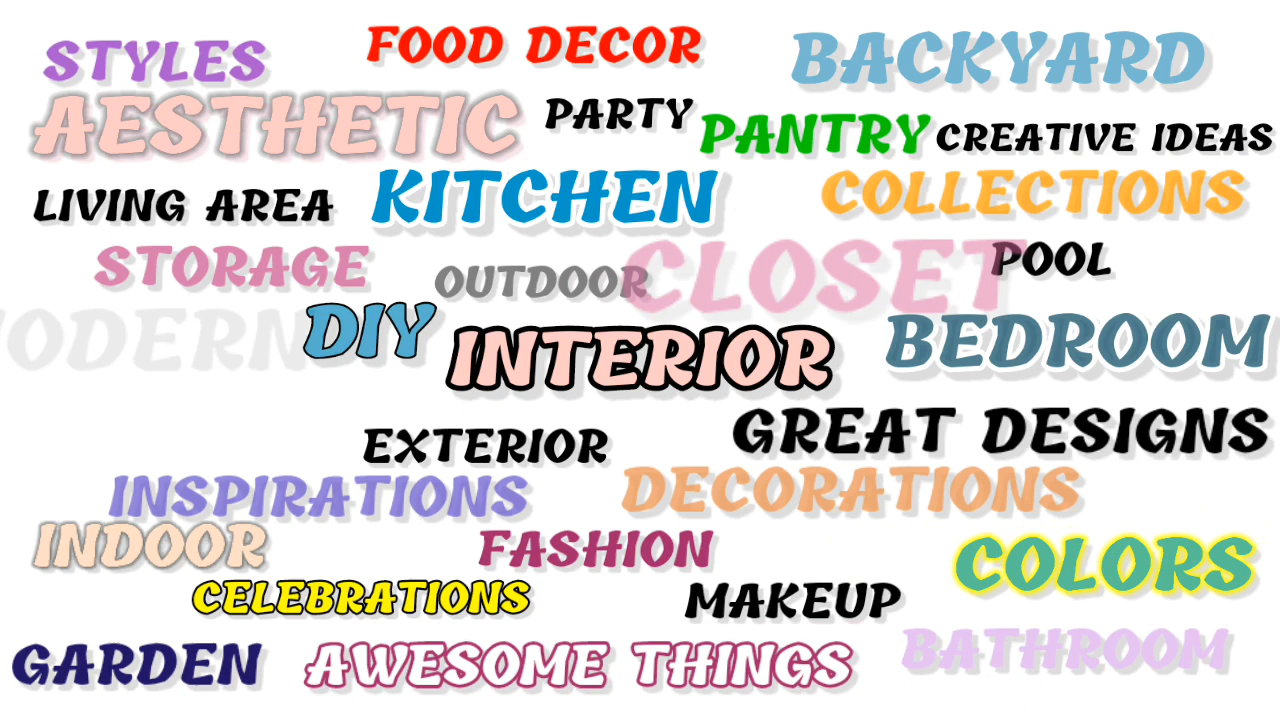 STYLES
FOOD DECOR
BACKYARD
AESTHETIC
PARTY
PANTRY
CREATIVE IDEAS
LIVING AREA
KITCHEN
COLLECTIONS
STORAGE
OUTDOOR
CLOSET
POOL
MODERN
DIY
INTERIOR
BEDROOM
EXTERIOR
GREAT DESIGNS
INSPIRATIONS
DECORATIONS
INDOOR
FASHION
COLORS
CELEBRATIONS
MAKEUP
GARDEN
AWESOME THINGS
BATHROOM